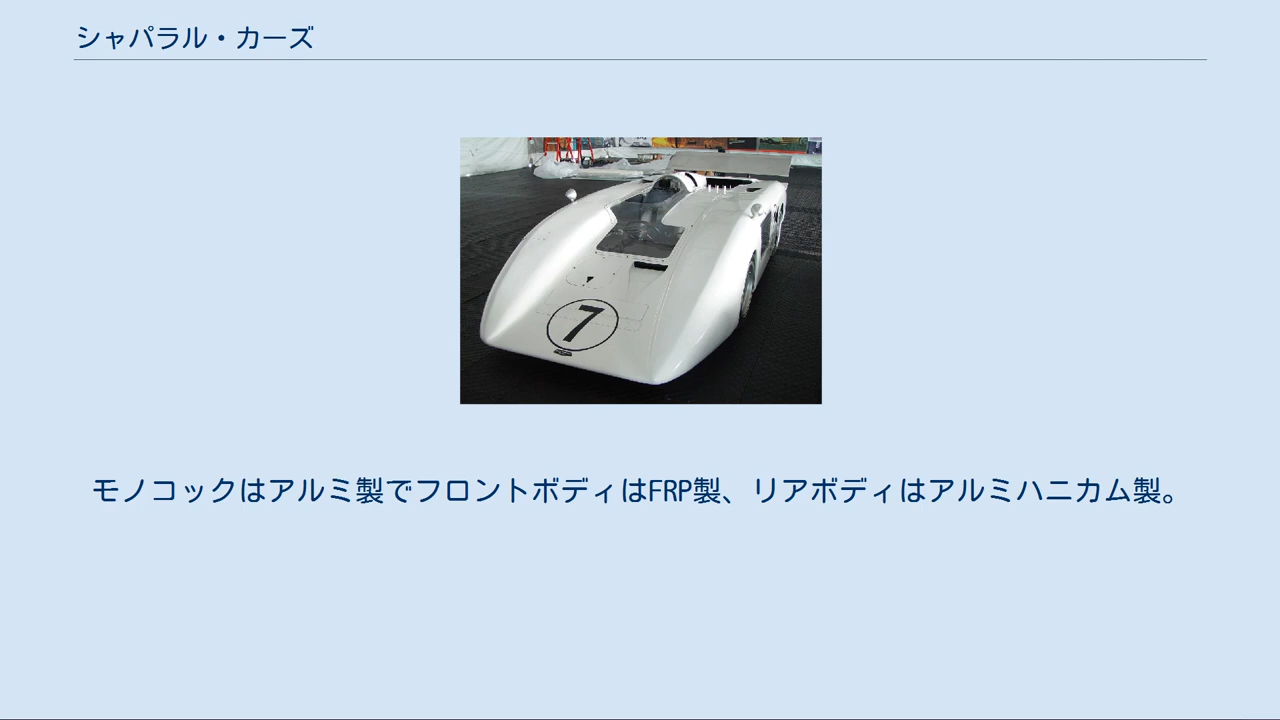 シャパラル・カーズ
7
モノコックはアルミ製でフロントボディはFRP製、リアボディはアルミハニカム製。